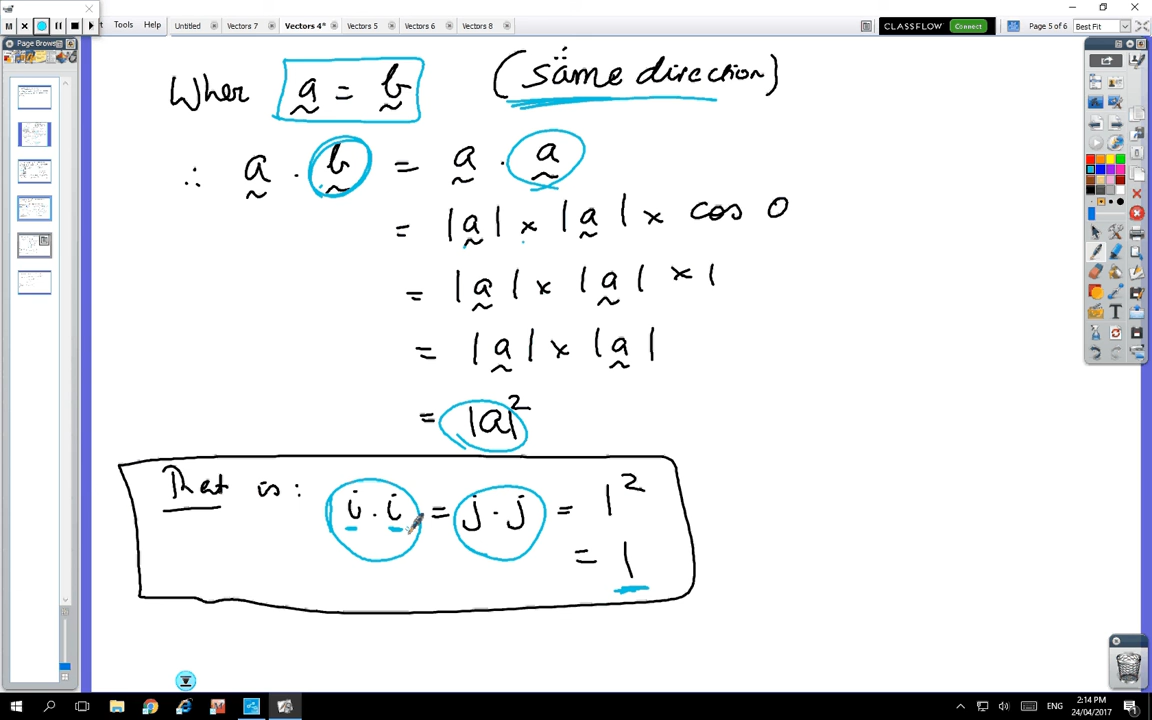 Tools Help Untitled Vectors 7 Vectors 4* Vectors 5 Vectors 6 Vectors 8 CLASSFLOW Connect Page 5 of 6 Best Fit
Page Brows
When a = b (same direction)
∴ a · b = a · a
= |a| × |a| × cos 0
= |a| × |a| × 1
= |a| × |a|
= |a|²
That is: i · i = j · j = 1²
= 1
2:14 PM
ENG
24/04/2017